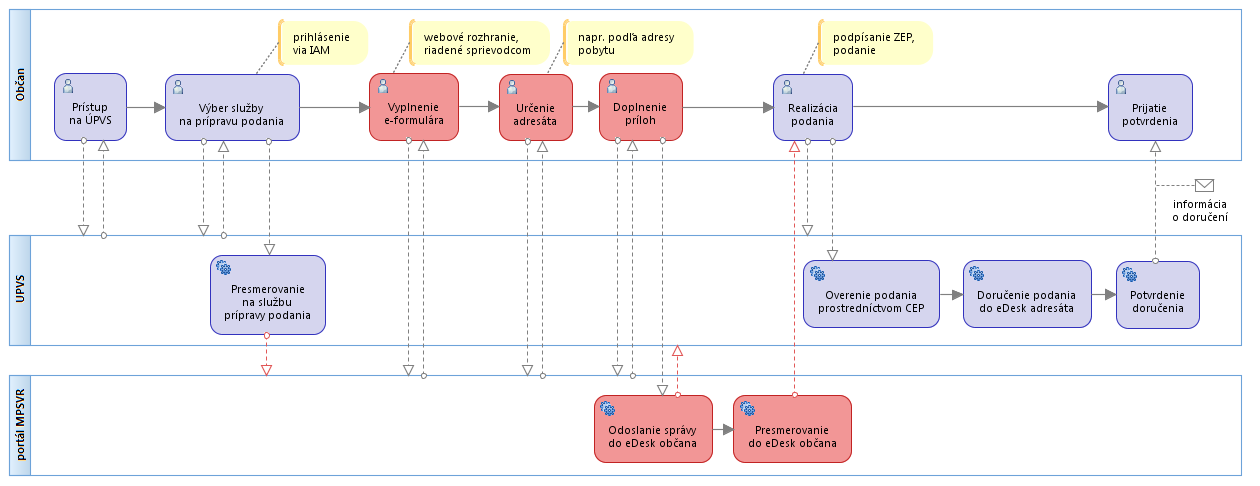 Občan
prihlásenie
via IAM
webové rozhranie,
riadené sprievodcom
napr. podľa adresy
pobytu
podpísanie ZEP,
podanie
Prístup
na ÚPVS
Výber služby
na prípravu podania
Vyplnenie
e-formulára
Určenie
adresáta
Doplnenie
príloh
Realizácia
podania
Prijatie
potvrdenia
informácia
o doručení
UPVS
Presmerovanie
na službu
prípravy podania
Overenie podania
prostredníctvom CEP
Doručenie podania
do eDesk adresáta
Potvrdenie
doručenia
portál MPSVR
Odoslanie správy
do eDesk občana
Presmerovanie
do eDesk občana